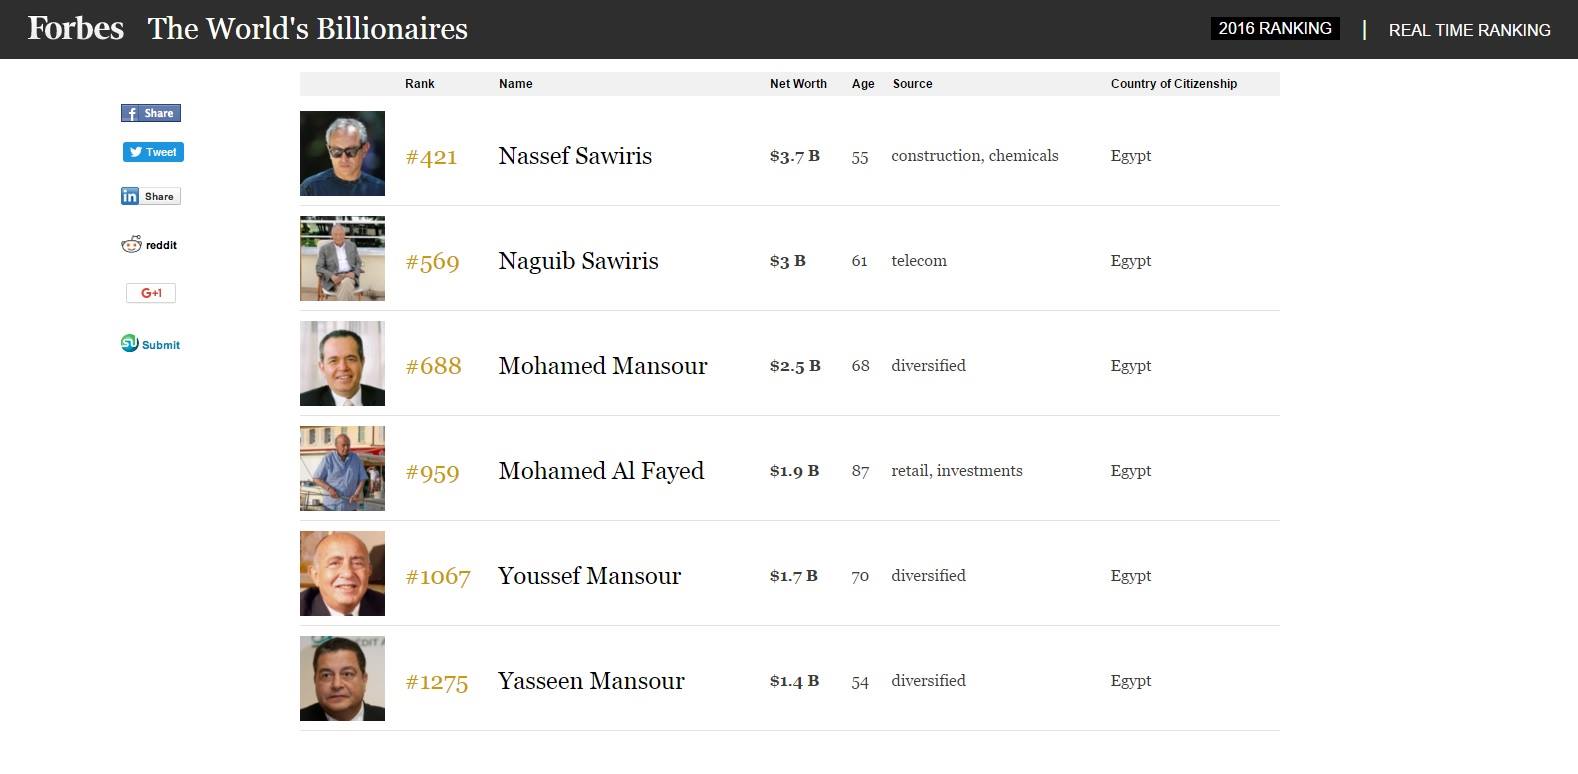 Forbes The World's Billionaires 2016 RANKING | REAL TIME RANKING
Rank Name Net Worth Age Source Country of Citizenship
f Share
Tweet
in Share
reddit
G+1
Submit
#421 Nassef Sawiris $3.7 B 55 construction, chemicals Egypt
#569 Naguib Sawiris $3 B 61 telecom Egypt
#688 Mohamed Mansour $2.5 B 68 diversified Egypt
#959 Mohamed Al Fayed $1.9 B 87 retail, investments Egypt
#1067 Youssef Mansour $1.7 B 70 diversified Egypt
#1275 Yasseen Mansour $1.4 B 54 diversified Egypt